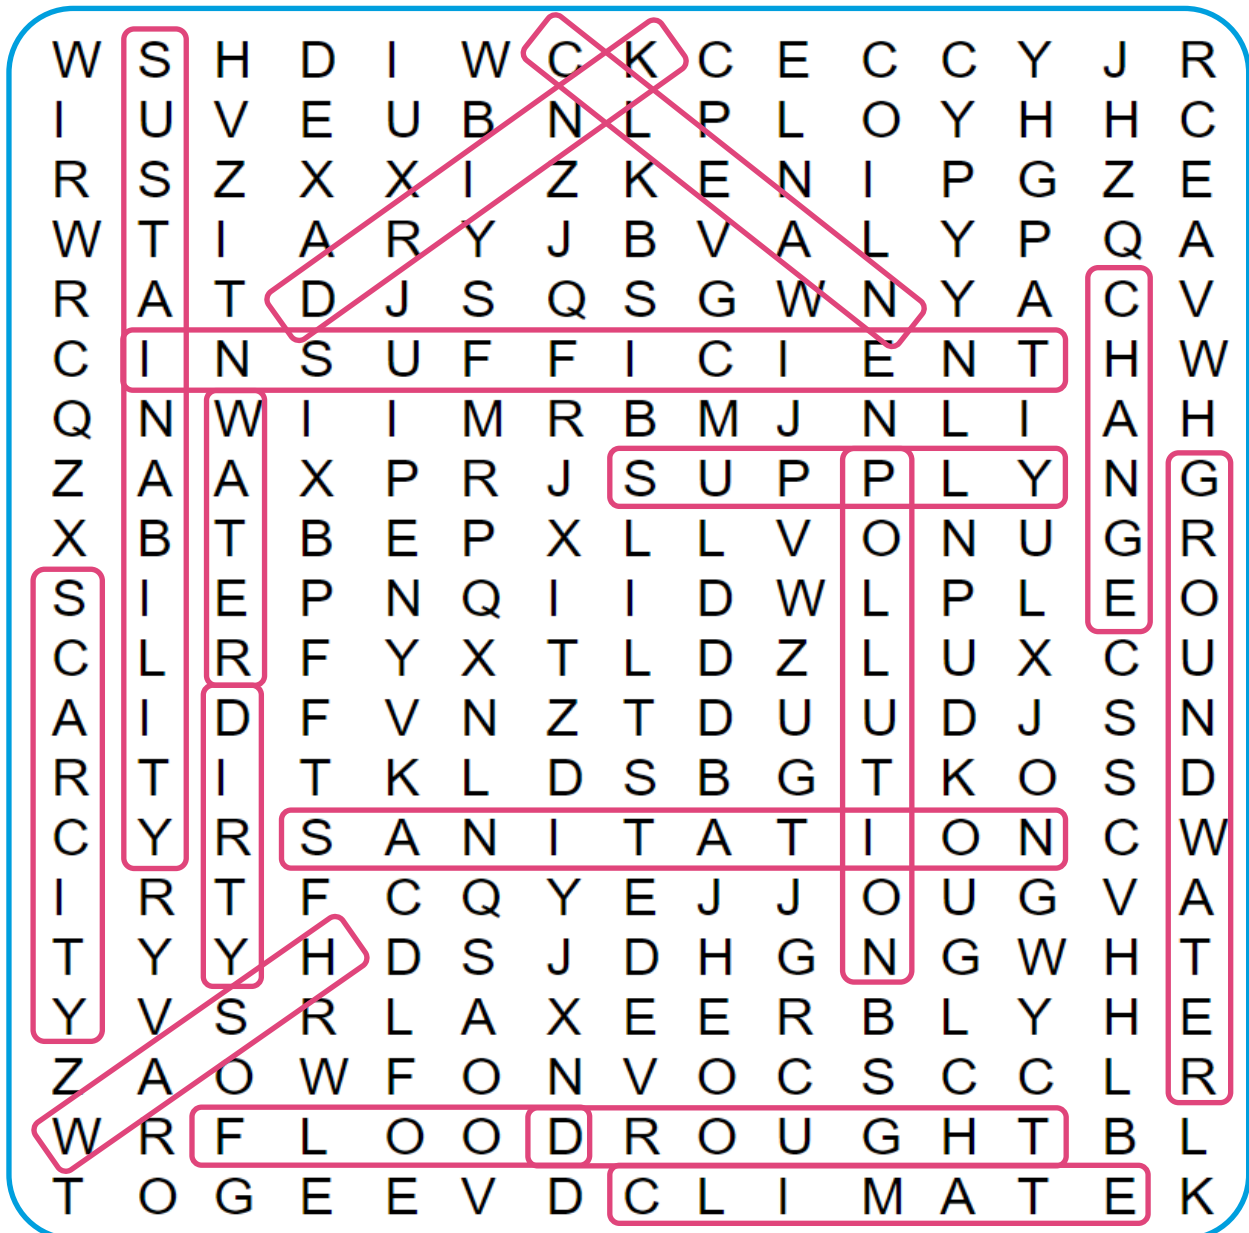 W S H D I W C K C E C C Y J R
I U V E U B N L P L O Y H H C
R S Z X X I Z K E N I P G Z E
W T I A R Y J B V A L Y P Q A
R A T D J S Q S G W N Y A C V
C I N S U F F I C I E N T H W
Q N W I I M R B M J N L I A H
Z A A X P R J S U P P L Y N G
X B T B E P X L L V O N U G R
S I E P N Q I I D W L P L E O
C L R F Y X T L D Z L U X C U
A I D F V N Z T D U U D J S N
R T I T K L D S B G T K O S D
C Y R S A N I T A T I O N C W
I R T F C Q Y E J J O U G V A
T Y Y H D S J D H G N G W H T
Y V S R L A X E E R B L Y H E
Z A O W F O N V O C S C C L R
W R F L O O D R O U G H T B L
T O G E E V D C L I M A T E K